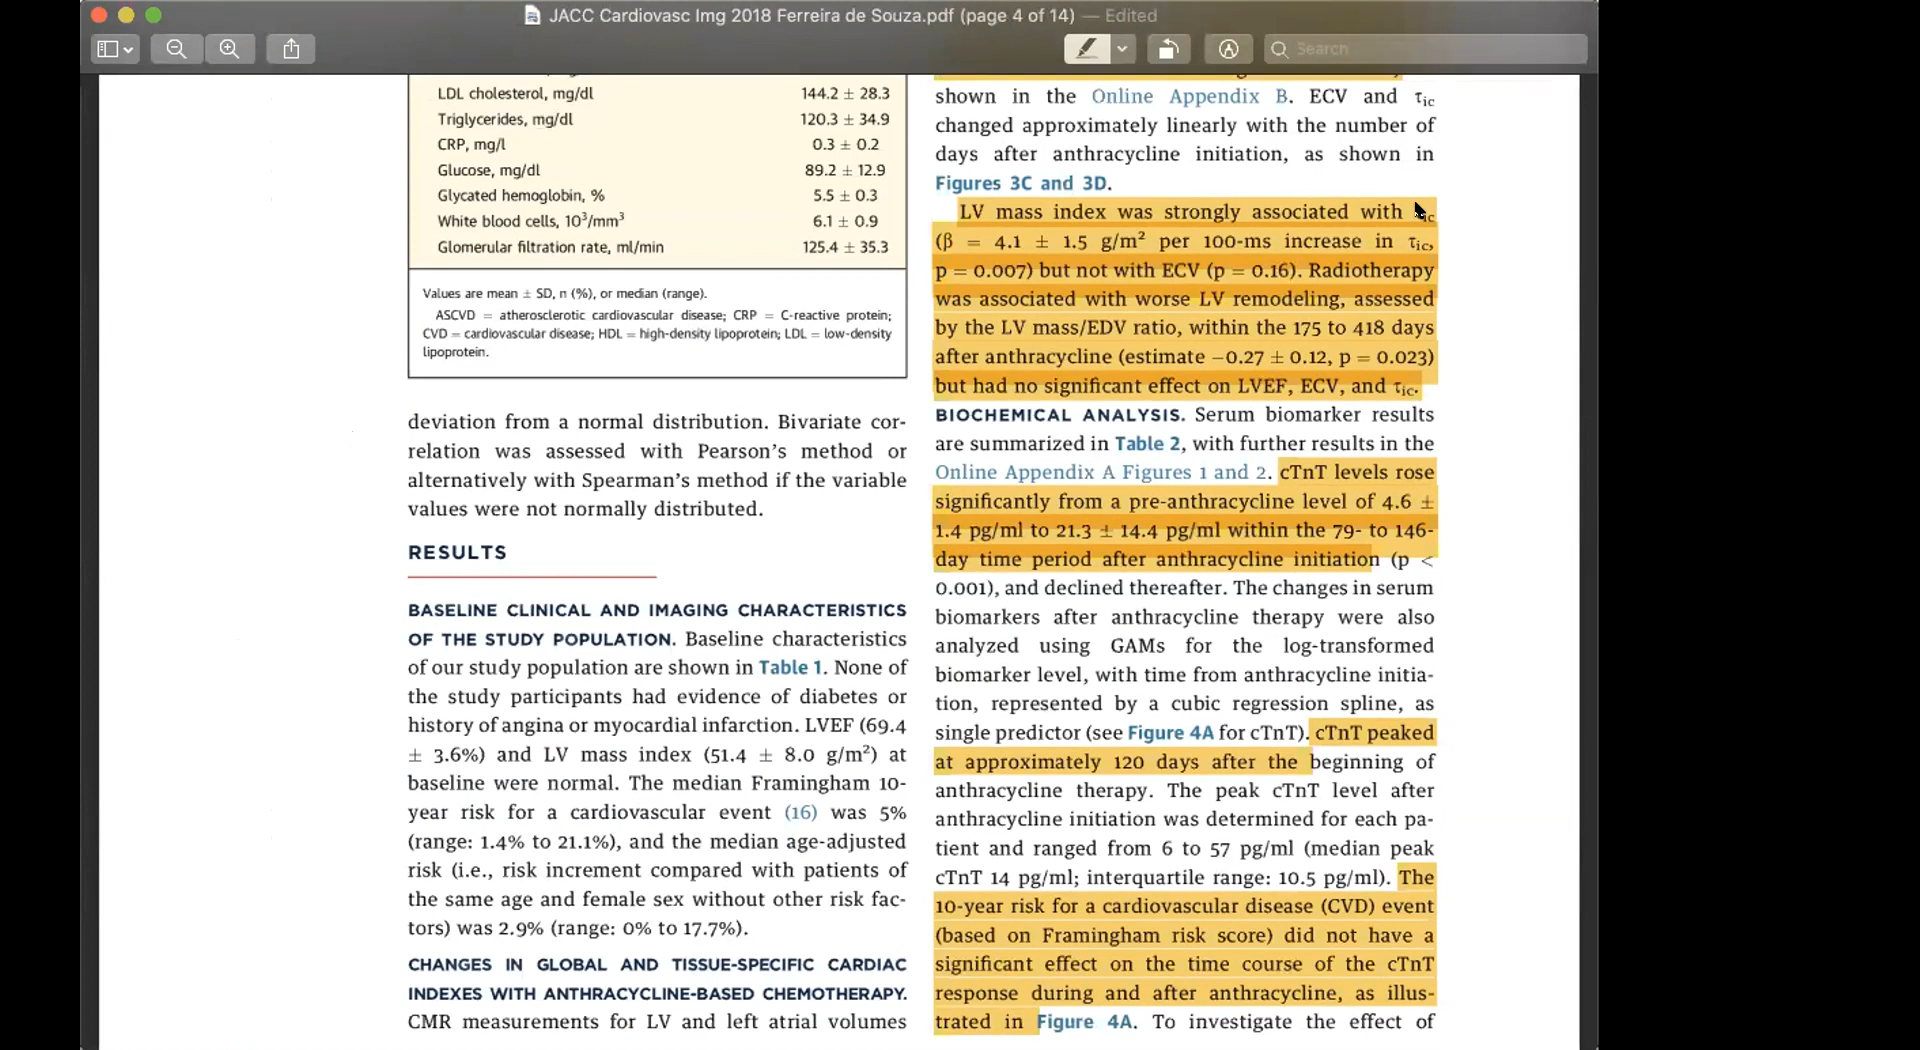 JACC Cardiovasc Img 2018 Ferreira de Souza.pdf (page 4 of 14) — Edited
Search
LDL cholesterol, mg/dl 144.2 ± 28.3
Triglycerides, mg/dl 120.3 ± 34.9
CRP, mg/l 0.3 ± 0.2
Glucose, mg/dl 89.2 ± 12.9
Glycated hemoglobin, % 5.5 ± 0.3
White blood cells, 10³/mm³ 6.1 ± 0.9
Glomerular filtration rate, ml/min 125.4 ± 35.3
Values are mean ± SD, n (%), or median (range).
ASCVD = atherosclerotic cardiovascular disease; CRP = C-reactive protein;
CVD = cardiovascular disease; HDL = high-density lipoprotein; LDL = low-density
lipoprotein.
deviation from a normal distribution. Bivariate cor-
relation was assessed with Pearson's method or
alternatively with Spearman's method if the variable
values were not normally distributed.
RESULTS
BASELINE CLINICAL AND IMAGING CHARACTERISTICS
OF THE STUDY POPULATION. Baseline characteristics
of our study population are shown in Table 1. None of
the study participants had evidence of diabetes or
history of angina or myocardial infarction. LVEF (69.4
± 3.6%) and LV mass index (51.4 ± 8.0 g/m²) at
baseline were normal. The median Framingham 10-
year risk for a cardiovascular event (16) was 5%
(range: 1.4% to 21.1%), and the median age-adjusted
risk (i.e., risk increment compared with patients of
the same age and female sex without other risk fac-
tors) was 2.9% (range: 0% to 17.7%).
CHANGES IN GLOBAL AND TISSUE-SPECIFIC CARDIAC
INDEXES WITH ANTHRACYCLINE-BASED CHEMOTHERAPY.
CMR measurements for LV and left atrial volumes
shown in the Online Appendix B. ECV and τic
changed approximately linearly with the number of
days after anthracycline initiation, as shown in
Figures 3C and 3D.
LV mass index was strongly associated with
(β = 4.1 ± 1.5 g/m² per 100-ms increase in τic,
p = 0.007) but not with ECV (p = 0.16). Radiotherapy
was associated with worse LV remodeling, assessed
by the LV mass/EDV ratio, within the 175 to 418 days
after anthracycline (estimate −0.27 ± 0.12, p = 0.023)
but had no significant effect on LVEF, ECV, and τic.
BIOCHEMICAL ANALYSIS. Serum biomarker results
are summarized in Table 2, with further results in the
Online Appendix A Figures 1 and 2. cTnT levels rose
significantly from a pre-anthracycline level of 4.6 ±
1.4 pg/ml to 21.3 ± 14.4 pg/ml within the 79- to 146-
day time period after anthracycline initiation (p <
0.001), and declined thereafter. The changes in serum
biomarkers after anthracycline therapy were also
analyzed using GAMs for the log-transformed
biomarker level, with time from anthracycline initia-
tion, represented by a cubic regression spline, as
single predictor (see Figure 4A for cTnT). cTnT peaked
at approximately 120 days after the beginning of
anthracycline therapy. The peak cTnT level after
anthracycline initiation was determined for each pa-
tient and ranged from 6 to 57 pg/ml (median peak
cTnT 14 pg/ml; interquartile range: 10.5 pg/ml). The
10-year risk for a cardiovascular disease (CVD) event
(based on Framingham risk score) did not have a
significant effect on the time course of the cTnT
response during and after anthracycline, as illus-
trated in Figure 4A. To investigate the effect of